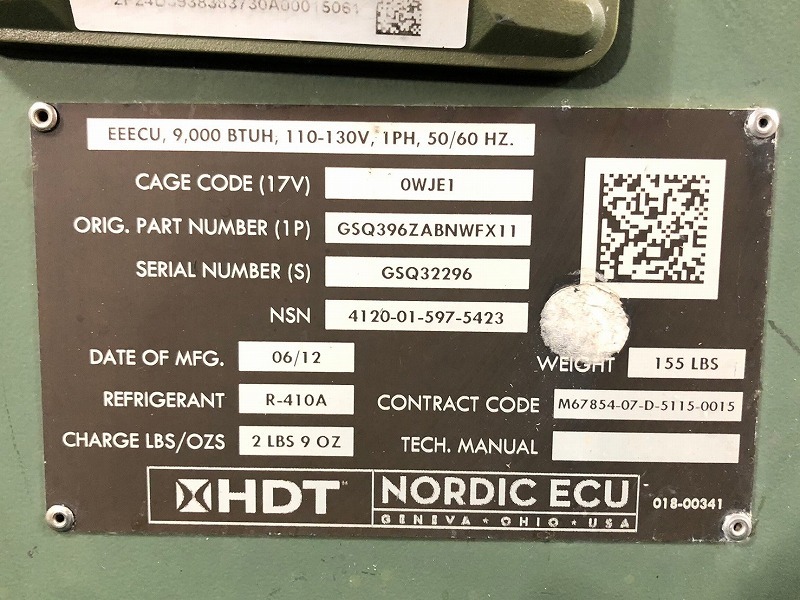 EEECU, 9,000 BTUH, 110-130V, 1PH, 50/60 HZ.
CAGE CODE (17V) 0WJE1
ORIG. PART NUMBER (1P) GSQ396ZABNWFX11
SERIAL NUMBER (S) GSQ32296
NSN 4120-01-597-5423
DATE OF MFG. 06/12
WEIGHT 155 LBS
REFRIGERANT R-410A
CONTRACT CODE M67854-07-D-5115-0015
CHARGE LBS/OZS 2 LBS 9 OZ
TECH. MANUAL
HDT™ NORDIC ECU 018-00341
GENEVA ★ OHIO ★ USA